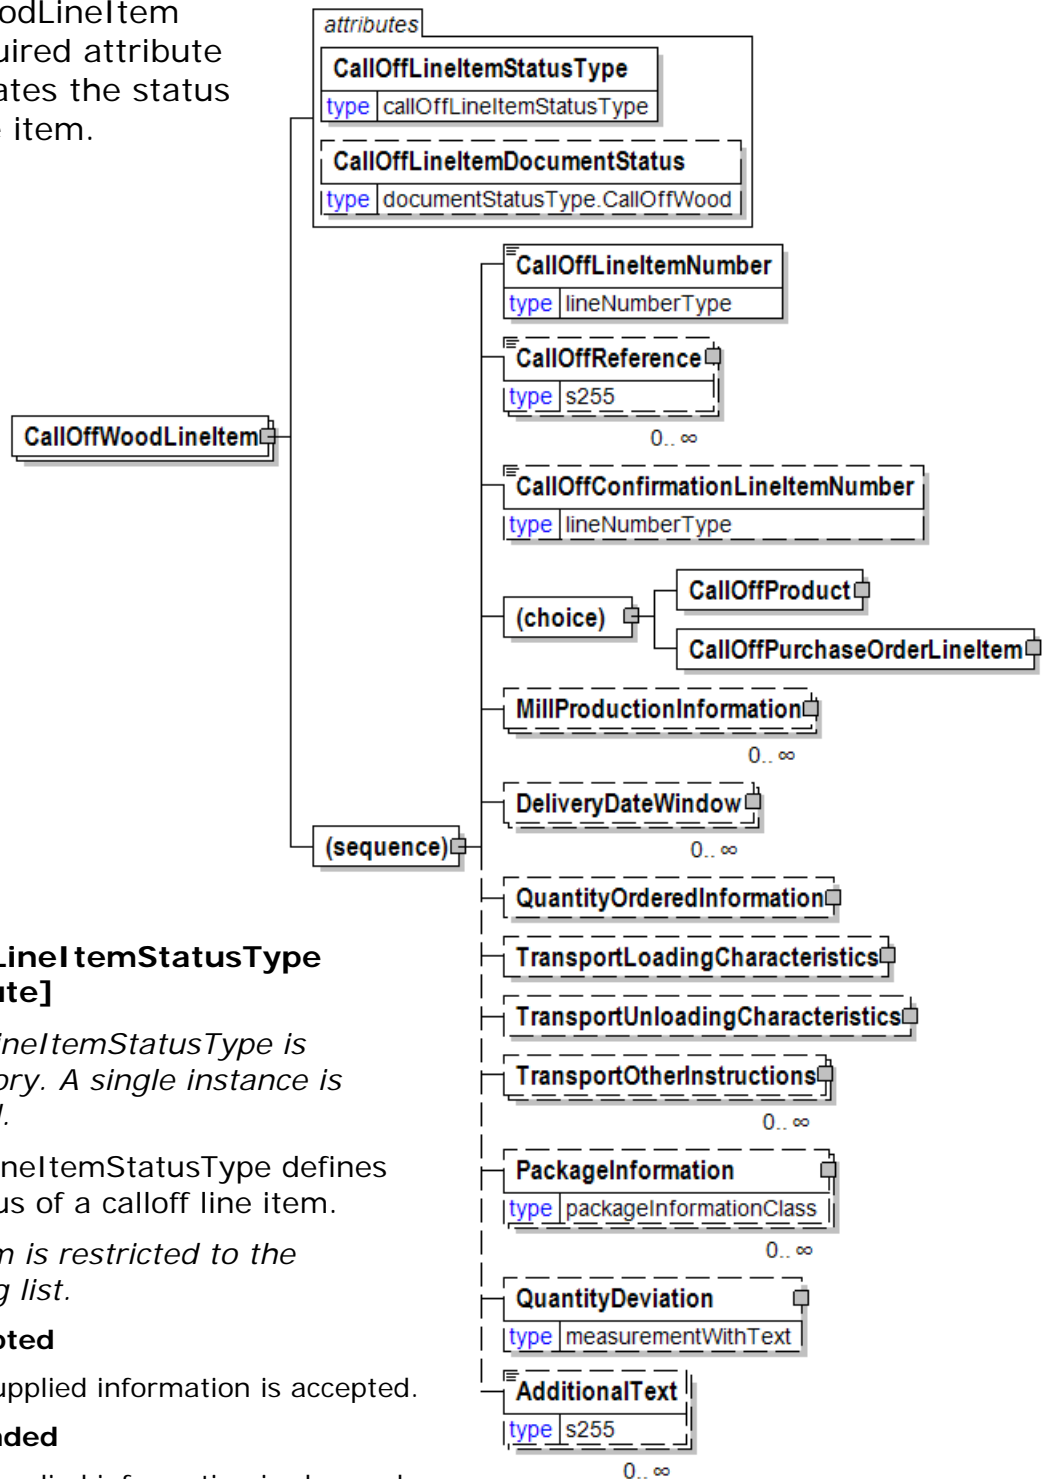 oodLineItem
uired attribute
ates the status
e item.
attributes
CallOffLineItemStatusType
type callOffLineItemStatusType
CallOffLineItemDocumentStatus
type documentStatusType.CallOffWood
CallOffLineItemNumber
type lineNumberType
CallOffReference
type s255
0.. ∞
CallOffWoodLineItem
CallOffConfirmationLineItemNumber
type lineNumberType
(choice)
CallOffProduct
CallOffPurchaseOrderLineItem
MillProductionInformation
0.. ∞
DeliveryDateWindow
0.. ∞
(sequence)
QuantityOrderedInformation
TransportLoadingCharacteristics
TransportUnloadingCharacteristics
TransportOtherInstructions
0.. ∞
PackageInformation
type packageInformationClass
0.. ∞
QuantityDeviation
type measurementWithText
AdditionalText
type s255
0.. ∞
LineItemStatusType
ute]
ineItemStatusType is
ory. A single instance is
d.
ineItemStatusType defines
us of a calloff line item.
m is restricted to the
g list.
pted
upplied information is accepted.
nded